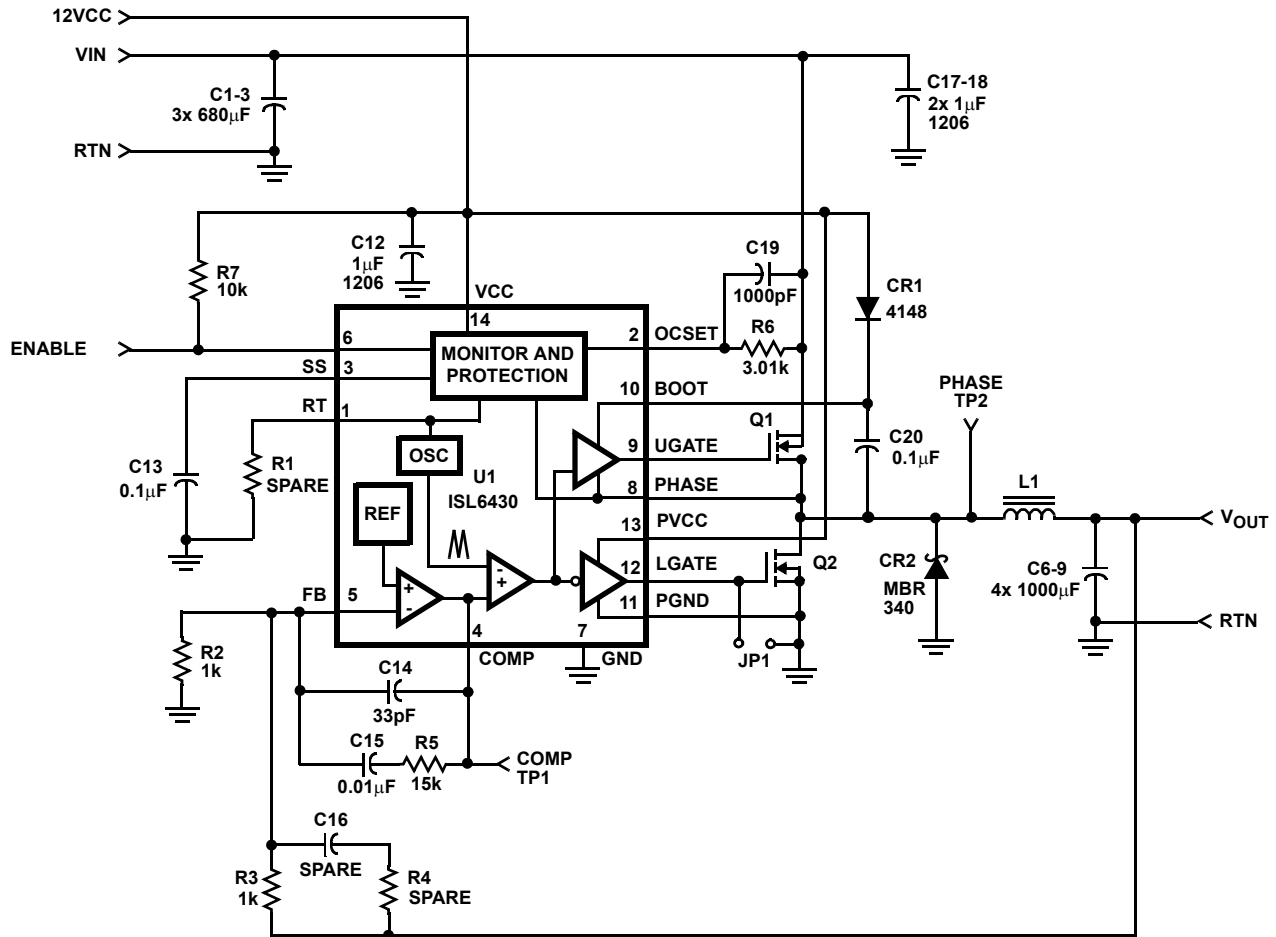 12VCC
VIN
C1-3
3x 680μF
RTN
C17-18
2x 1μF
1206
C12
1μF
1206
R7
10k
C19
1000pF
CR1
4148
VCC
14
ENABLE
6
MONITOR AND
PROTECTION
2
OCSET
R6
3.01k
SS
3
10
BOOT
PHASE
TP2
RT
1
Q1
C20
0.1μF
OSC
9
UGATE
C13
0.1μF
R1
SPARE
U1
ISL6430
8
PHASE
L1
REF
13
PVCC
VOUT
-
+
12
LGATE
Q2
CR2
MBR
340
C6-9
4x 1000μF
FB
5
+
-
11
PGND
RTN
4
COMP
7
GND
JP1
R2
1k
C14
33pF
C15
0.01μF
R5
15k
COMP
TP1
C16
SPARE
R3
1k
R4
SPARE